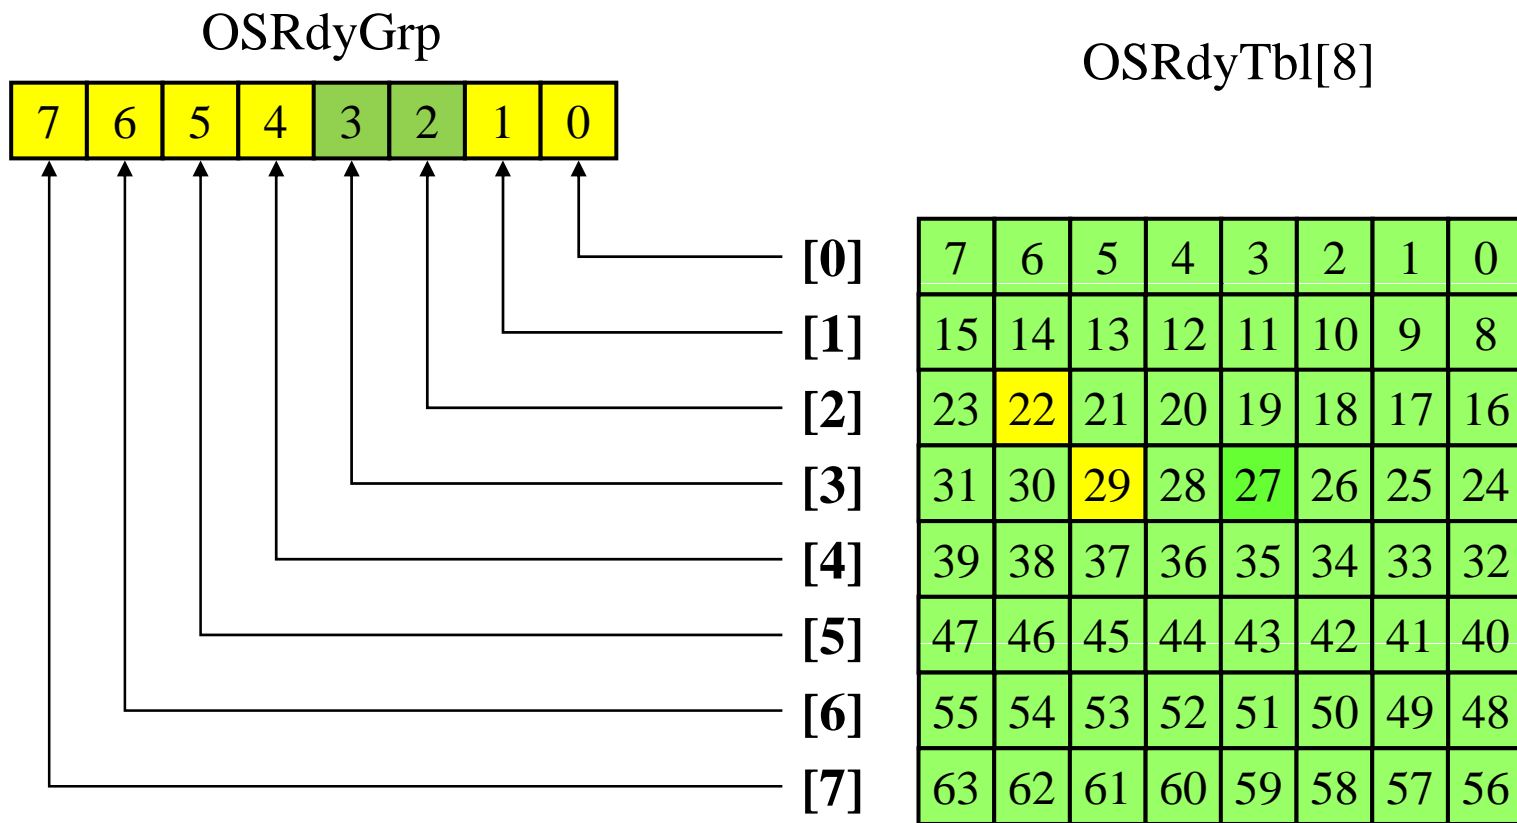 OSRdyGrp
OSRdyTbl[8]
7 6 5 4 3 2 1 0
[0] 7 6 5 4 3 2 1 0
[1] 15 14 13 12 11 10 9 8
[2] 23 22 21 20 19 18 17 16
[3] 31 30 29 28 27 26 25 24
[4] 39 38 37 36 35 34 33 32
[5] 47 46 45 44 43 42 41 40
[6] 55 54 53 52 51 50 49 48
[7] 63 62 61 60 59 58 57 56